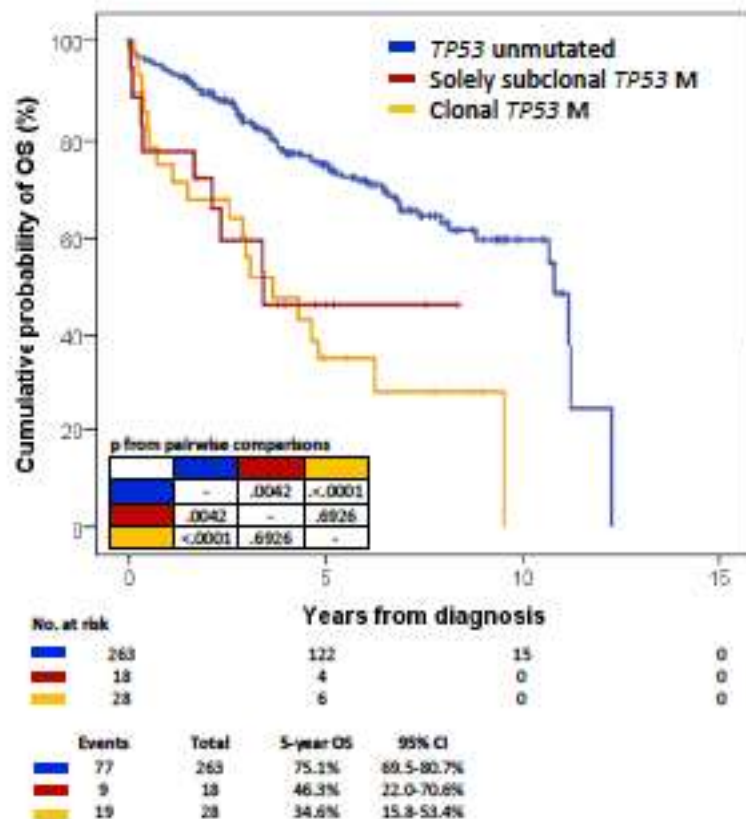 Cumulative probability of OS (%)
100
80
60
40
20
0
TP53 unmutated
Solely subclonal TP53 M
Clonal TP53 M
p from pairwise comparisons
- .0042 <.0001
.0042 - .6926
<.0001 .6926 -
0 5 10 15
Years from diagnosis
No. at risk
263 122 15 0
18 4 0 0
28 6 0 0
Events Total 5-year OS 95% CI
77 263 75.1% 69.5-80.7%
9 18 46.3% 22.0-70.6%
19 28 34.6% 15.8-53.4%